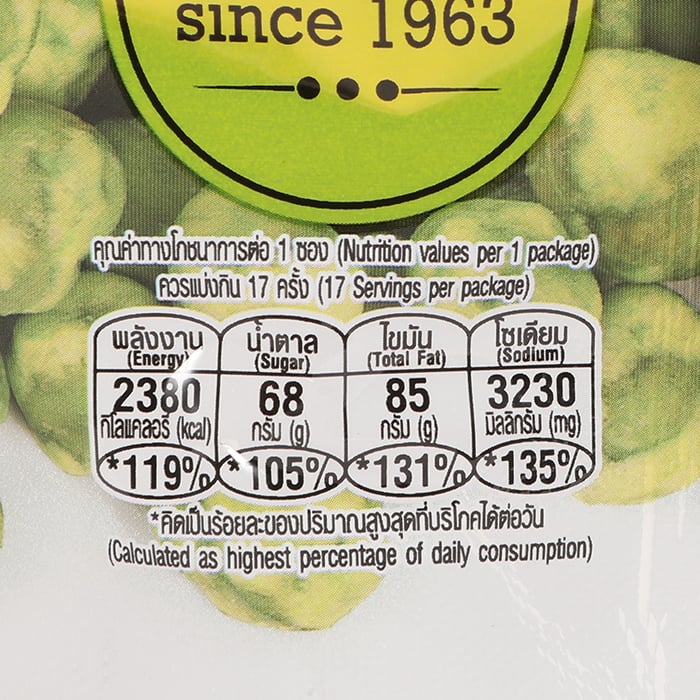 since 1963
คุณค่าทางโภชนาการต่อ 1 ซอง (Nutrition values per 1 package)
ควรแบ่งกิน 17 ครั้ง (17 Servings per package)
พลังงาน น้ำตาล ไขมัน โซเดียม
(Energy) (Sugar) (Total Fat) (Sodium)
2380 68 85 3230
กิโลแคลอรี (kcal) กรัม (g) กรัม (g) มิลลิกรัม (mg)
*119% *105% *131% *135%
*คิดเป็นร้อยละของปริมาณสูงสุดที่บริโภคได้ต่อวัน
(Calculated as highest percentage of daily consumption)